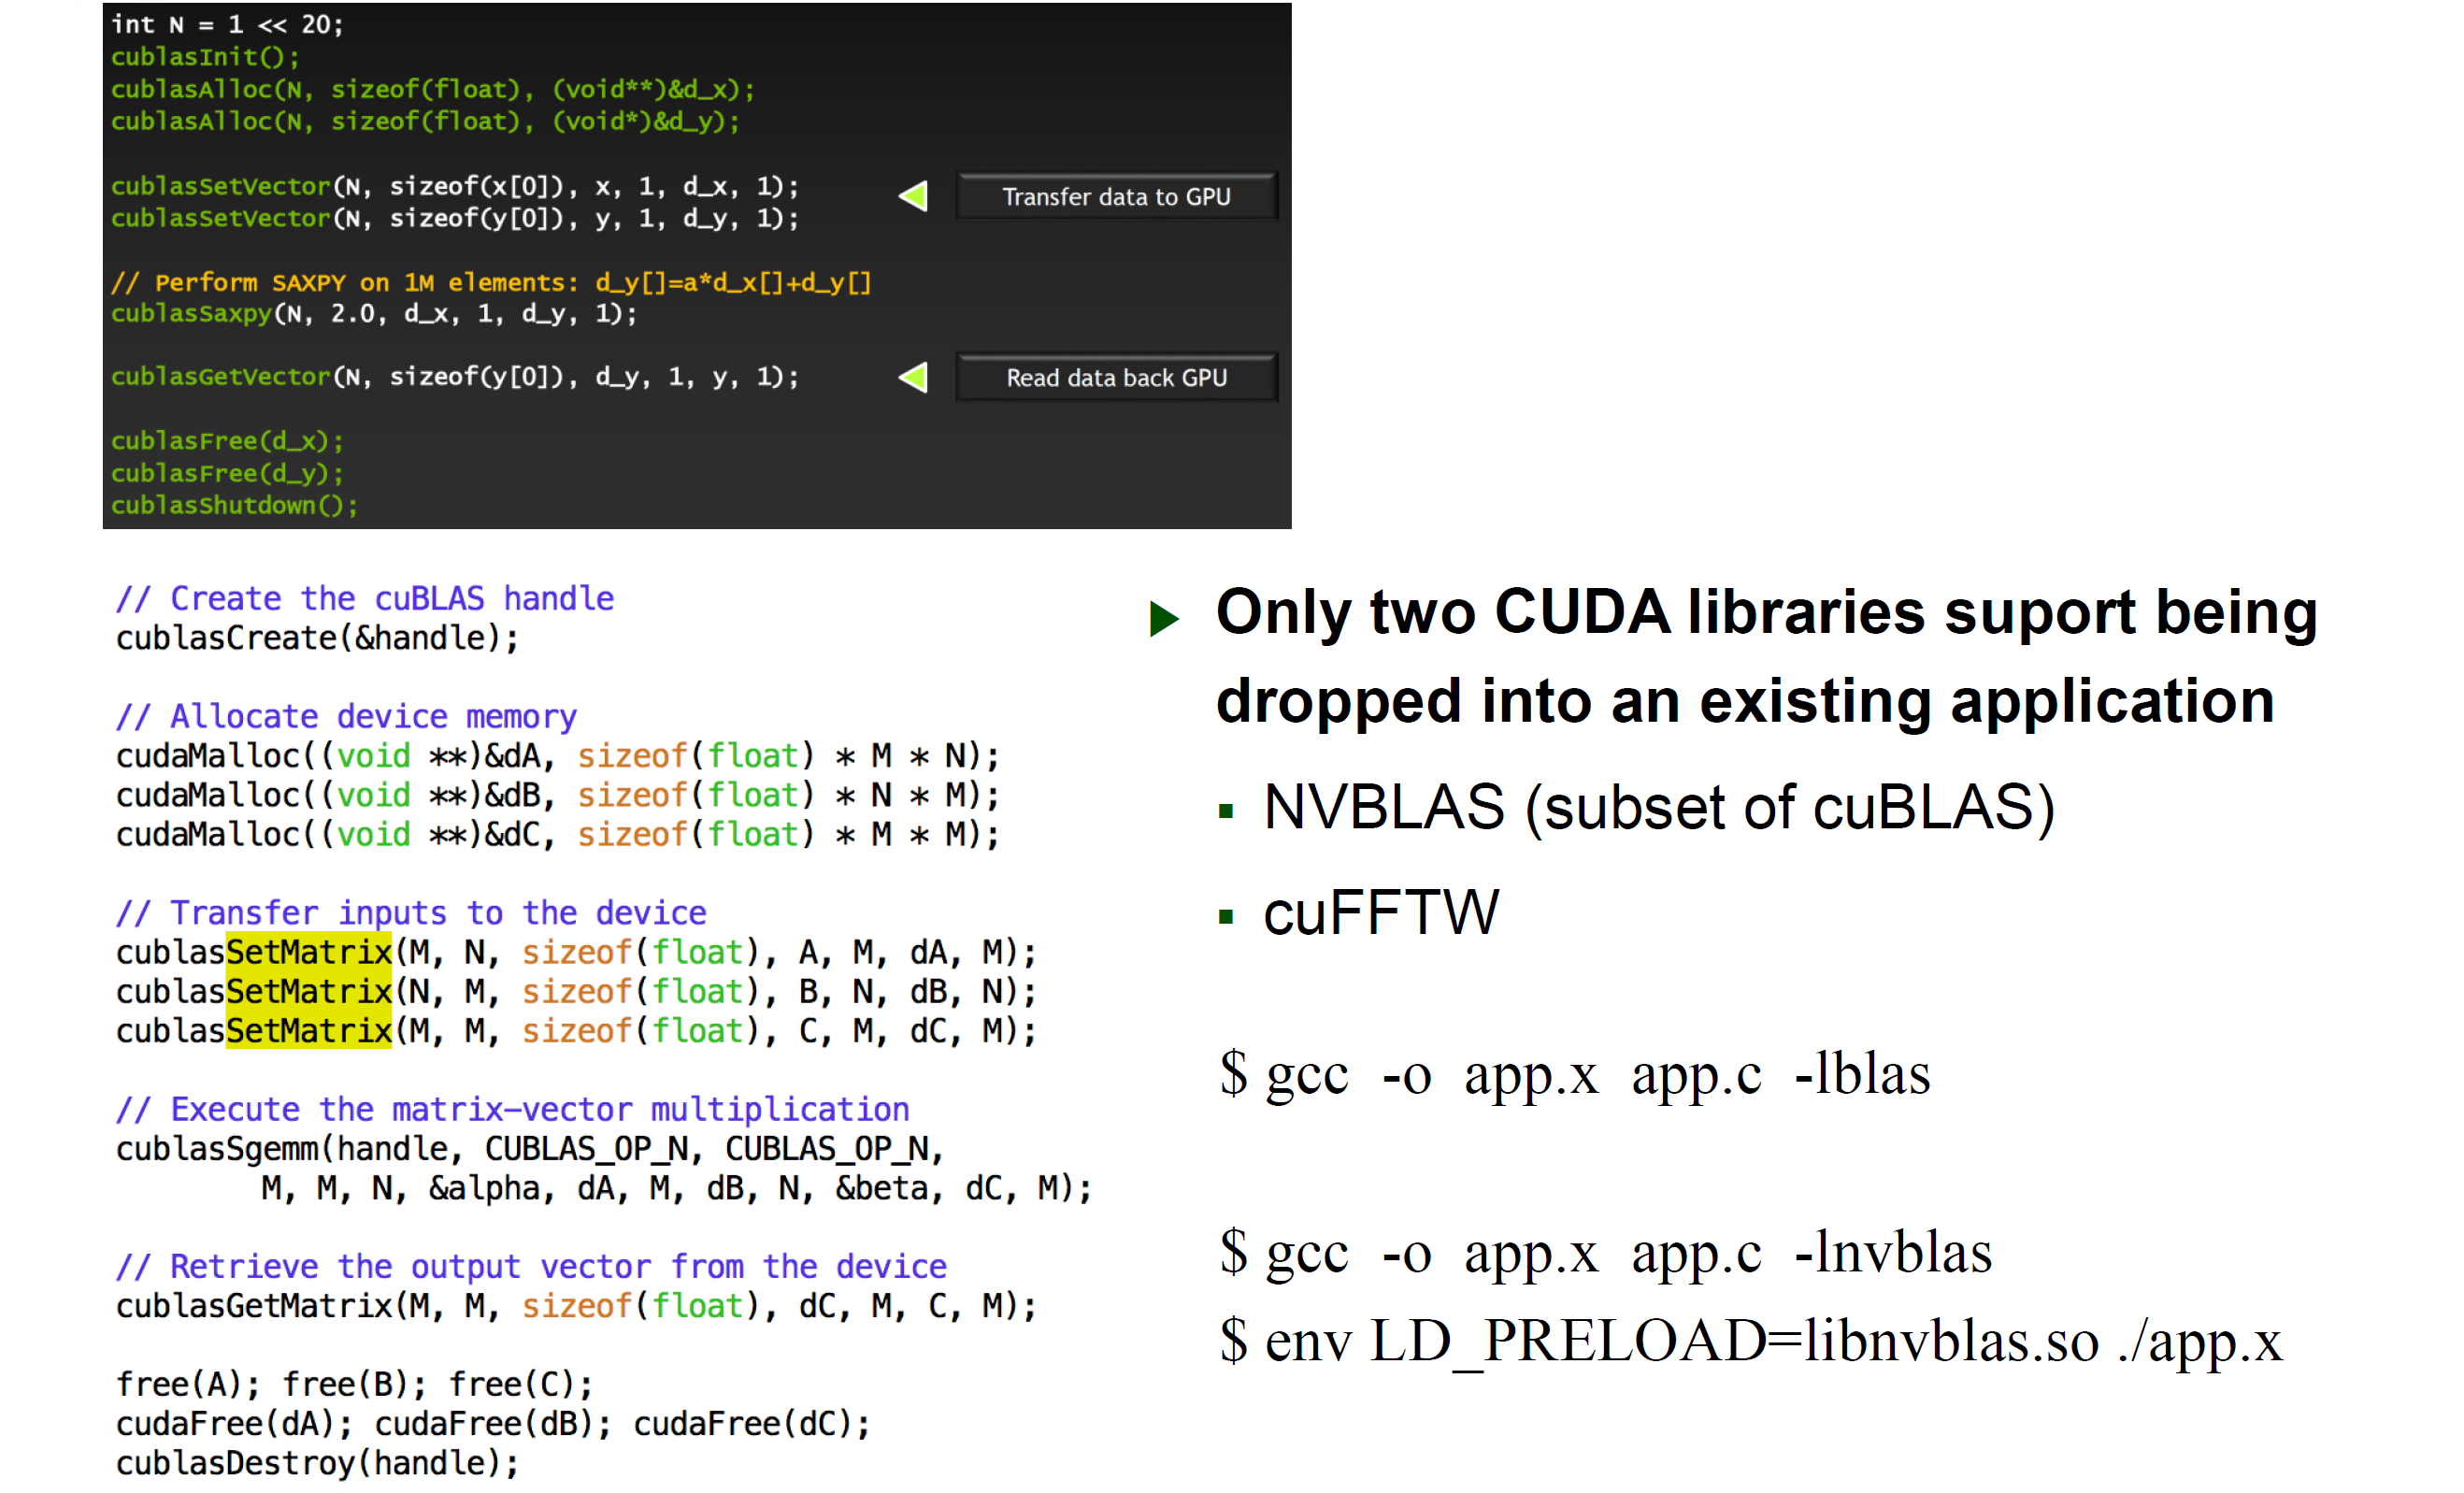 int N = 1 << 20;
cublasInit();
cublasAlloc(N, sizeof(float), (void**)&d_x);
cublasAlloc(N, sizeof(float), (void*)&d_y);
cublasSetVector(N, sizeof(x[0]), x, 1, d_x, 1);
cublasSetVector(N, sizeof(y[0]), y, 1, d_y, 1);
Transfer data to GPU
// Perform SAXPY on 1M elements: d_y[]=a*d_x[]+d_y[]
cublasSaxpy(N, 2.0, d_x, 1, d_y, 1);
cublasGetVector(N, sizeof(y[0]), d_y, 1, y, 1);
Read data back GPU
cublasFree(d_x);
cublasFree(d_y);
cublasShutdown();
// Create the cuBLAS handle
cublasCreate(&handle);
// Allocate device memory
cudaMalloc((void **)&dA, sizeof(float) * M * N);
cudaMalloc((void **)&dB, sizeof(float) * N * M);
cudaMalloc((void **)&dC, sizeof(float) * M * M);
// Transfer inputs to the device
cublasSetMatrix(M, N, sizeof(float), A, M, dA, M);
cublasSetMatrix(N, M, sizeof(float), B, N, dB, N);
cublasSetMatrix(M, M, sizeof(float), C, M, dC, M);
// Execute the matrix-vector multiplication
cublasSgemm(handle, CUBLAS_OP_N, CUBLAS_OP_N,
M, M, N, &alpha, dA, M, dB, N, &beta, dC, M);
// Retrieve the output vector from the device
cublasGetMatrix(M, M, sizeof(float), dC, M, C, M);
free(A); free(B); free(C);
cudaFree(dA); cudaFree(dB); cudaFree(dC);
cublasDestroy(handle);
Only two CUDA libraries suport being
dropped into an existing application
NVBLAS (subset of cuBLAS)
cuFFTW
$ gcc -o app.x app.c -lblas
$ gcc -o app.x app.c -lnvblas
$ env LD_PRELOAD=libnvblas.so ./app.x